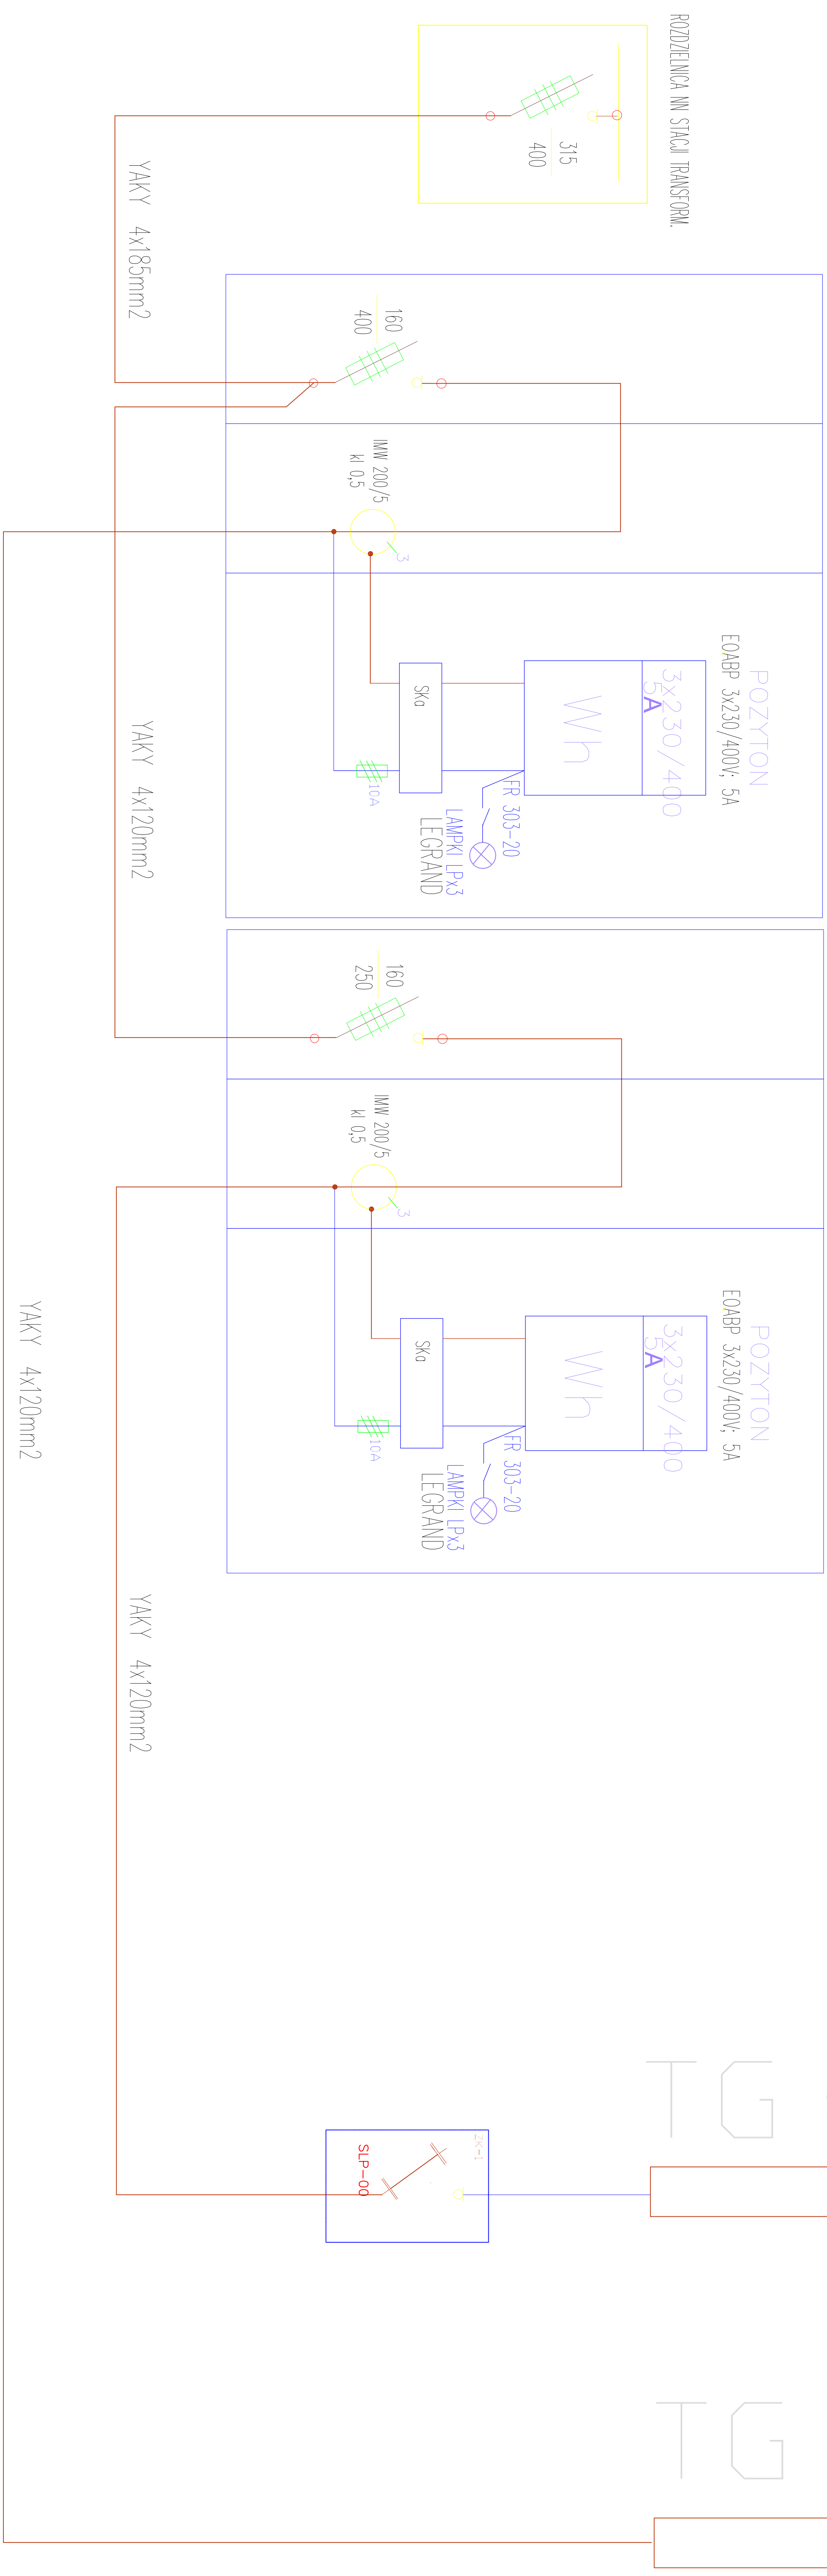 ROZDZIELNICA NN STACJI TRANSFORM.
315
400
YAKY 4x185mm2
160
400
IMW 200/5
kl 0,5
3
POZYTON
EQABP 3x230/400V; 5A
3x230/400
5A
Wh
SKa
10A
FR 303-20
LAMPKI LPx3
LEGRAND
YAKY 4x120mm2
160
250
IMW 200/5
kl 0,5
3
POZYTON
EQABP 3x230/400V; 5A
3x230/400
5A
Wh
SKa
10A
FR 303-20
LAMPKI LPx3
LEGRAND
YAKY 4x120mm2
YAKY 4x120mm2
TG
ZK-1
SLP-00
TG